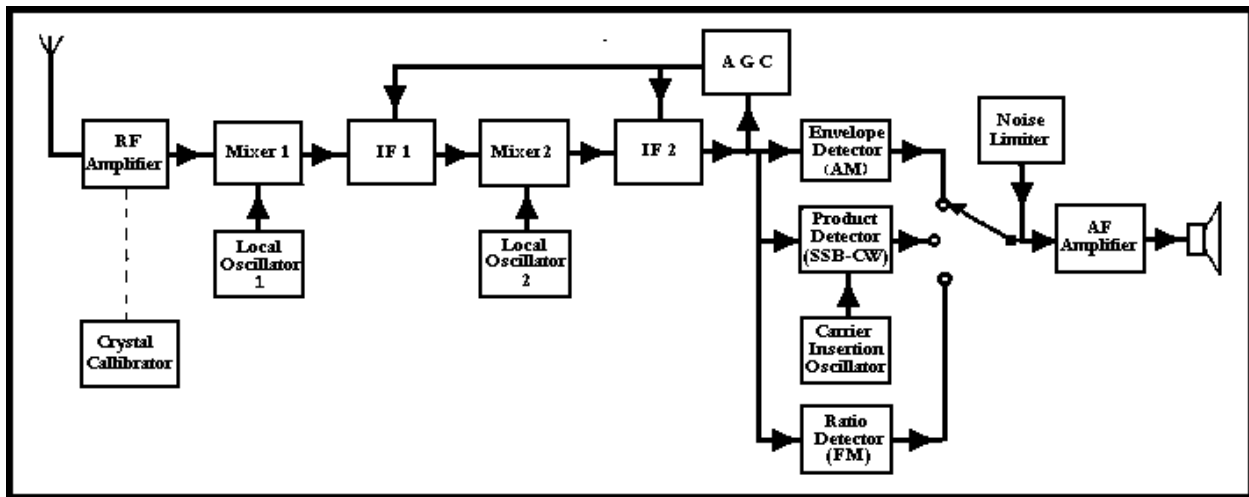 A G C
RF
Amplifier
Mixer 1
IF 1
Mixer 2
IF 2
Envelope
Detector
(AM)
Noise
Limiter
Local
Oscillator
1
Local
Oscillator
2
Product
Detector
(SSB-CW)
AF
Amplifier
Crystal
Callibrator
Carrier
Insertion
Oscillator
Ratio
Detector
(FM)